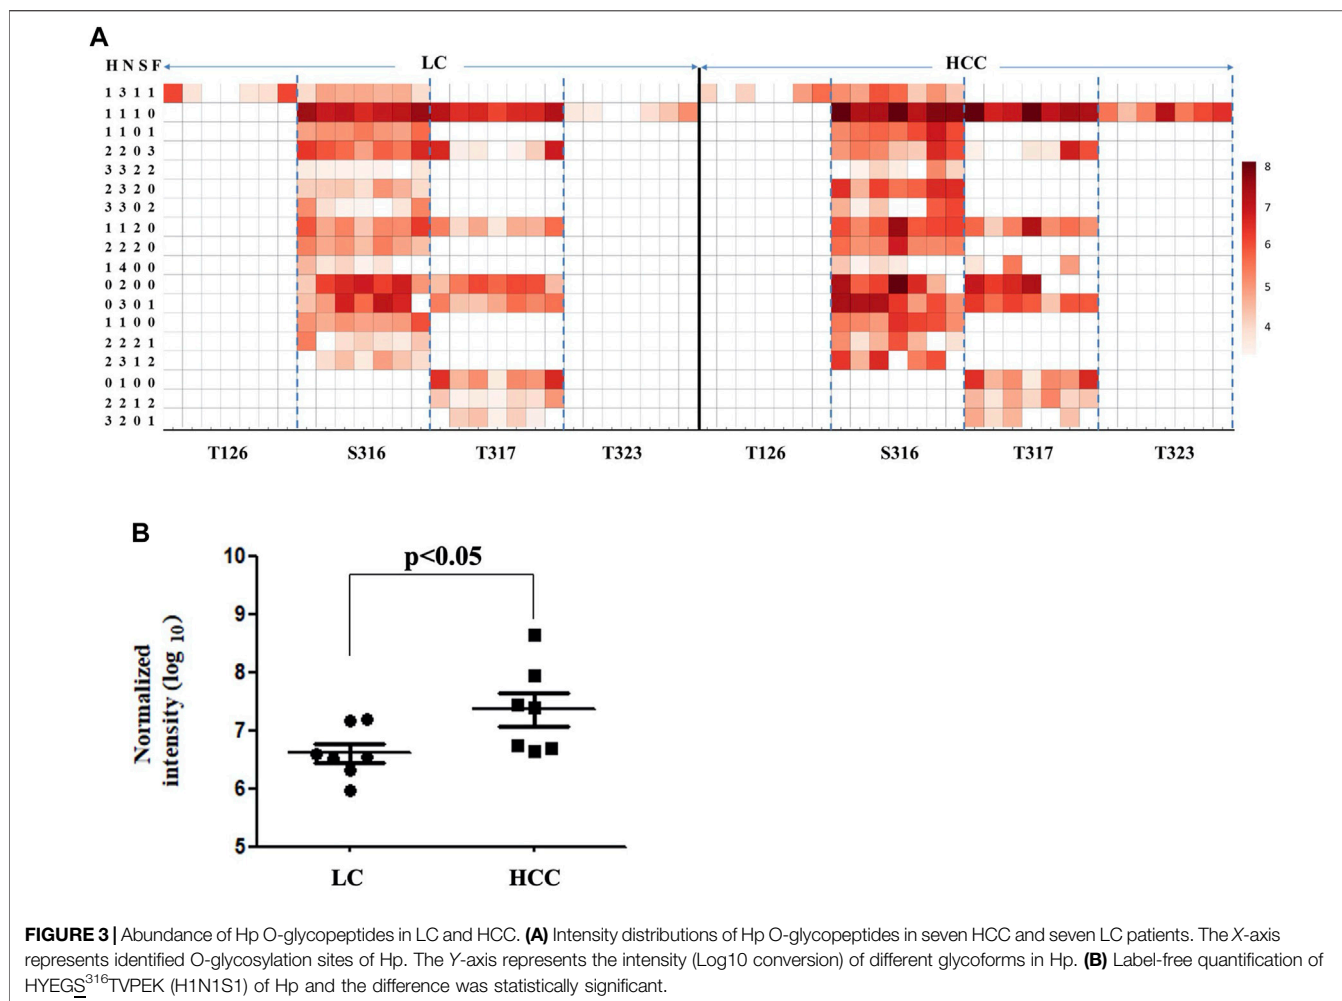 A
H N S F
LC
HCC
1 3 1 1
1 1 1 0
1 1 0 1
2 2 0 3
3 3 2 2
2 3 2 0
3 3 0 2
1 1 2 0
2 2 2 0
1 4 0 0
0 2 0 0
0 3 0 1
1 1 0 0
2 2 2 1
2 3 1 2
0 1 0 0
2 2 1 2
3 2 0 1
8
7
6
5
4
T126 S316 T317 T323 T126 S316 T317 T323
B
p<0.05
10
9
8
7
6
5
Normalized
intensity (log 10)
LC HCC
FIGURE 3 | Abundance of Hp O-glycopeptides in LC and HCC. (A) Intensity distributions of Hp O-glycopeptides in seven HCC and seven LC patients. The X-axis
represents identified O-glycosylation sites of Hp. The Y-axis represents the intensity (Log10 conversion) of different glycoforms in Hp. (B) Label-free quantification of
HYEGS316TVPEK (H1N1S1) of Hp and the difference was statistically significant.